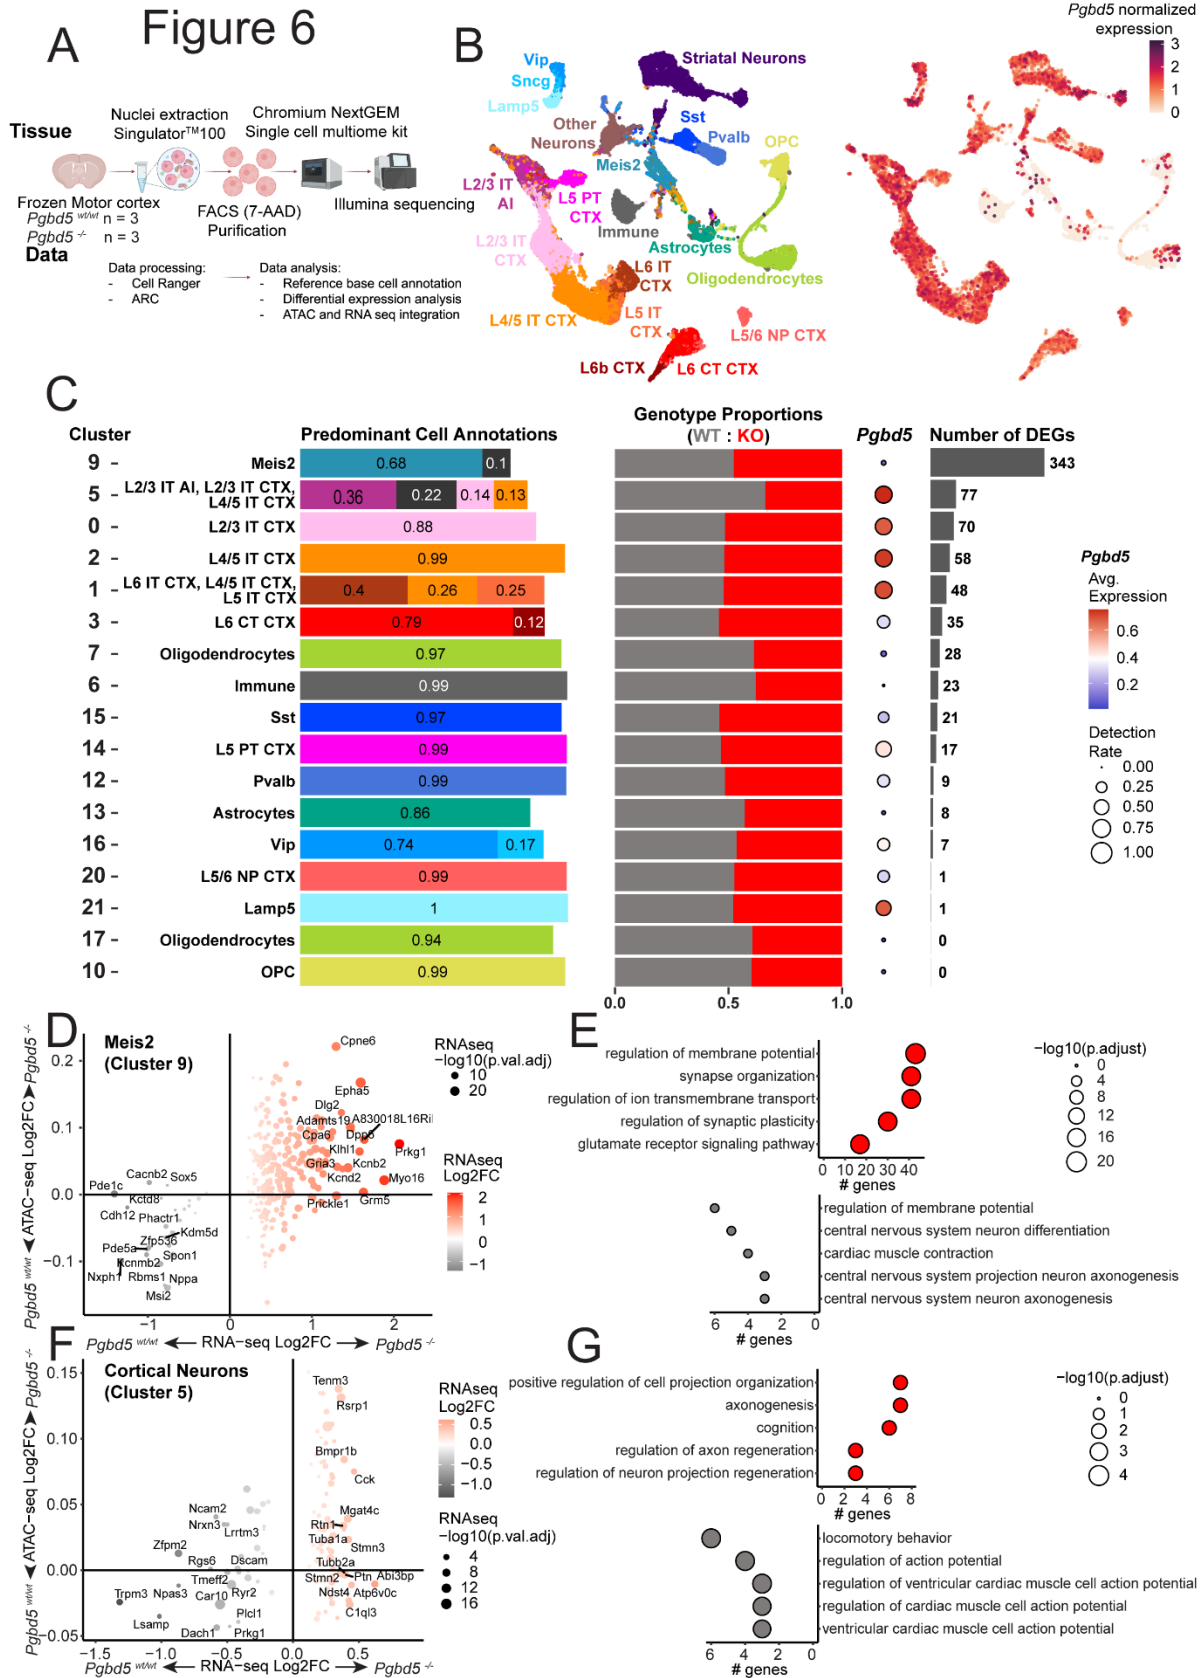 Figure 6
A
Tissue
Nuclei extraction
Singulator™100
Chromium NextGEM
Single cell multiome kit
Frozen Motor cortex
Pgbd5 wt/wt n = 3
Pgbd5 -/- n = 3
FACS (7-AAD)
Purification
Illumina sequencing
Data
Data processing:
- Cell Ranger
- ARC
Data analysis:
- Reference base cell annotation
- Differential expression analysis
- ATAC and RNA seq integration
B
Vip
Sncg
Lamp5
Striatal Neurons
Other
Neurons
Sst
Pvalb
OPC
Meis2
L2/3 IT
AI
L5 PT
CTX
Immune
Astrocytes
L2/3 IT
CTX
L6 IT
CTX
Oligodendrocytes
L4/5 IT CTX
L5 IT
CTX
L5/6 NP CTX
L6b CTX
L6 CT CTX
Pgbd5 normalized
expression
3
2
1
0
C
Cluster
Predominant Cell Annotations
Genotype Proportions
(WT : KO)
Pgbd5
Number of DEGs
9 - Meis2 0.68 0.1 343
5 - L2/3 IT AI, L2/3 IT CTX,
L4/5 IT CTX 0.36 0.22 0.14 0.13 77
0 - L2/3 IT CTX 0.88 70
2 - L4/5 IT CTX 0.99 58
1 - L6 IT CTX, L4/5 IT CTX,
L5 IT CTX 0.4 0.26 0.25 48
3 - L6 CT CTX 0.79 0.12 35
7 - Oligodendrocytes 0.97 28
6 - Immune 0.99 23
15 - Sst 0.97 21
14 - L5 PT CTX 0.99 17
12 - Pvalb 0.99 9
13 - Astrocytes 0.86 8
16 - Vip 0.74 0.17 7
20 - L5/6 NP CTX 0.99 1
21 - Lamp5 1 1
17 - Oligodendrocytes 0.94 0
10 - OPC 0.99 0
0.0 0.5 1.0
Pgbd5
Avg.
Expression
0.6
0.4
0.2
Detection
Rate
0.00
0.25
0.50
0.75
1.00
D
Meis2
(Cluster 9)
Pgbd5 wt/wt ATAC-seq Log2FC Pgbd5 -/-
0.2
0.1
0.0
−0.1
Cpne6
Epha5
Dlg2
Adamts19
A830018L16Ri
Cpa6
Dpp6
Klhl1
Prkg1
Gria3
Kcnb2
Kcnd2
Myo16
Prickle1
Grm5
Cacnb2
Sox5
Pde1c
Kctd8
Cdh12
Phactr1
Kdm5d
Zfp536
Pde5a
Kcnmb2
Spon1
Nxph1
Rbms1
Nppa
Msi2
−1 0 1 2
Pgbd5 wt/wt RNA−seq Log2FC Pgbd5 -/-
RNAseq
−log10(p.val.adj)
10
20
RNAseq
Log2FC
2
1
0
−1
E
regulation of membrane potential
synapse organization
regulation of ion transmembrane transport
regulation of synaptic plasticity
glutamate receptor signaling pathway
0 10 20 30 40
# genes
−log10(p.adjust)
0
4
8
12
16
20
regulation of membrane potential
central nervous system neuron differentiation
cardiac muscle contraction
central nervous system projection neuron axonogenesis
central nervous system neuron axonogenesis
6 4 2 0
# genes
F
Cortical Neurons
(Cluster 5)
Pgbd5 wt/wt ATAC-seq Log2FC Pgbd5 -/-
0.15
0.10
0.05
0.00
−0.05
Tenm3
Rsrp1
Bmpr1b
Cck
Mgat4c
Rtn1
Tuba1a
Stmn3
Tubb2a
Stmn2
Ptn
Abi3bp
Ndst4
Atp6v0c
C1ql3
Ncam2
Nrxn3
Lrrtm3
Zfpm2
Rgs6
Dscam
Tmeff2
Trpm3
Npas3
Ryr2
Car10
Lsamp
Plcl1
Dach1
Prkg1
−1.5 −1.0 −0.5 0.0 0.5
Pgbd5 wt/wt RNA−seq Log2FC Pgbd5 -/-
RNAseq
Log2FC
0.5
0.0
−0.5
−1.0
RNAseq
−log10(p.val.adj)
4
8
12
16
G
positive regulation of cell projection organization
axonogenesis
cognition
regulation of axon regeneration
regulation of neuron projection regeneration
0 2 4 6 8
# genes
−log10(p.adjust)
0
1
2
3
4
locomotory behavior
regulation of action potential
regulation of ventricular cardiac muscle cell action potential
regulation of cardiac muscle cell action potential
ventricular cardiac muscle cell action potential
6 4 2 0
# genes